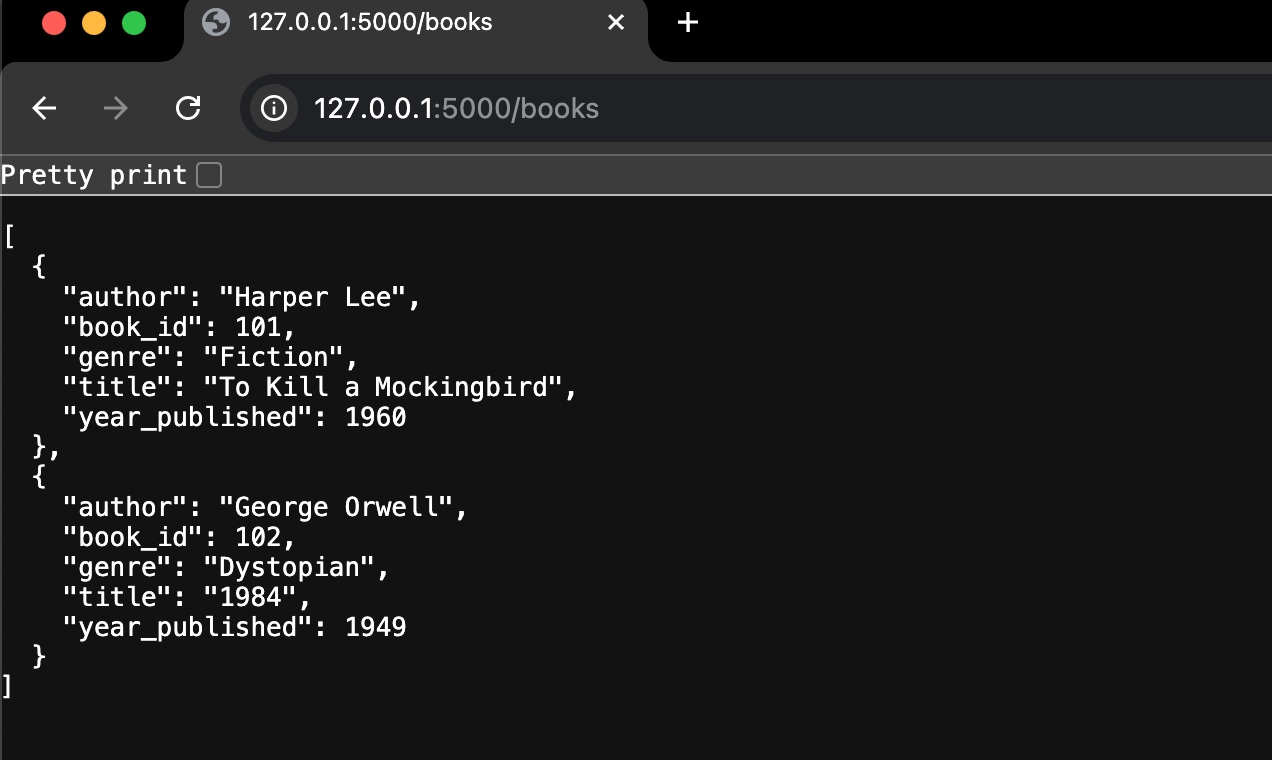 127.0.0.1:5000/books
127.0.0.1:5000/books
Pretty print
[
  {
    "author": "Harper Lee",
    "book_id": 101,
    "genre": "Fiction",
    "title": "To Kill a Mockingbird",
    "year_published": 1960
  },
  {
    "author": "George Orwell",
    "book_id": 102,
    "genre": "Dystopian",
    "title": "1984",
    "year_published": 1949
  }
]